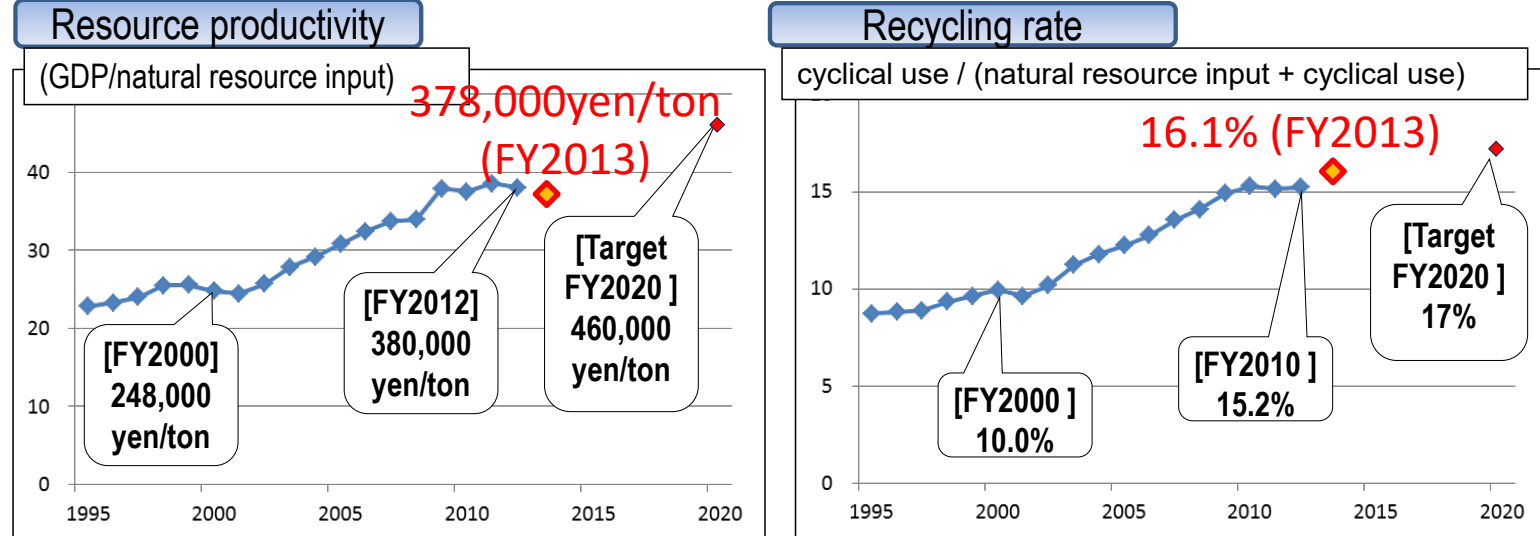 Resource productivity
(GDP/natural resource input)
378,000yen/ton
(FY2013)
40
30
20
10
0
[FY2000]
248,000
yen/ton
[FY2012]
380,000
yen/ton
[Target
FY2020 ]
460,000
yen/ton
1995 2000 2005 2010 2015 2020
Recycling rate
cyclical use / (natural resource input + cyclical use)
16.1% (FY2013)
15
10
5
0
[FY2000 ]
10.0%
[FY2010 ]
15.2%
[Target
FY2020 ]
17%
1995 2000 2005 2010 2015 2020